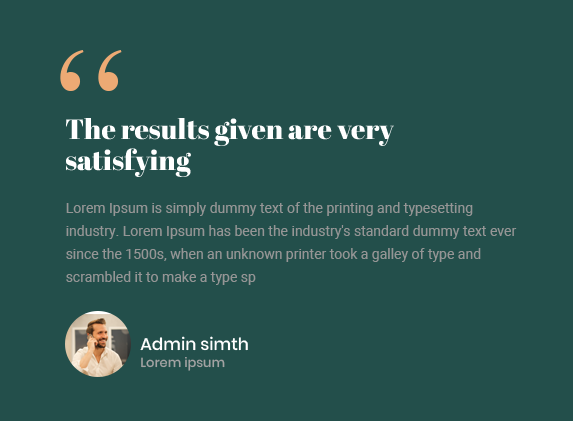 “
The results given are very
satisfying
Lorem Ipsum is simply dummy text of the printing and typesetting
industry. Lorem Ipsum has been the industry's standard dummy text ever
since the 1500s, when an unknown printer took a galley of type and
scrambled it to make a type sp
Admin simth
Lorem ipsum